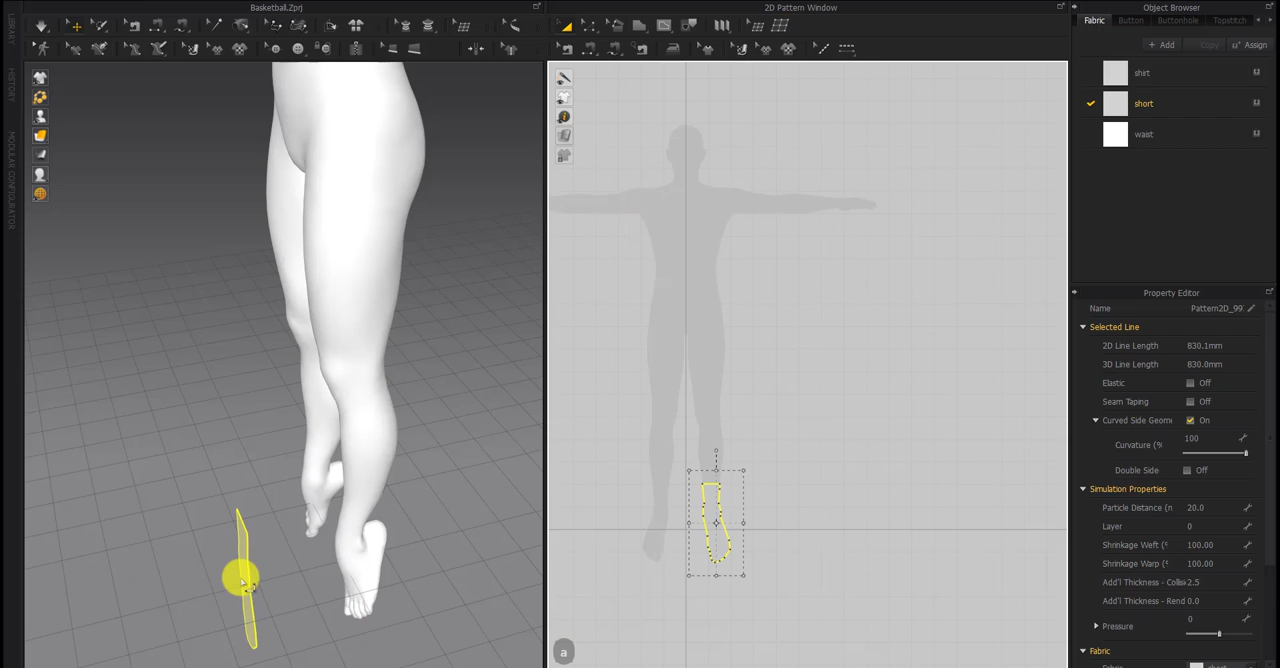 Basketball.Zprj
2D Pattern Window
Object Browser
Fabric
Button
Buttonhole
Topstitch
+ Add
Copy
Assign
shirt
short
waist
LIBRARY
HISTORY
MODULAR CONFIGURATOR
Property Editor
Name Pattern2D_99
Selected Line
2D Line Length 830.1mm
3D Line Length 830.0mm
Elastic Off
Seam Taping Off
Curved Side Geome On
Curvature (% 100
Double Side Off
Simulation Properties
Particle Distance (n 20.0
Layer 0
Shrinkage Weft (% 100.00
Shrinkage Warp (% 100.00
Add'l Thickness - Collis 2.5
Add'l Thickness - Rend 0.0
Pressure 0
Fabric
a